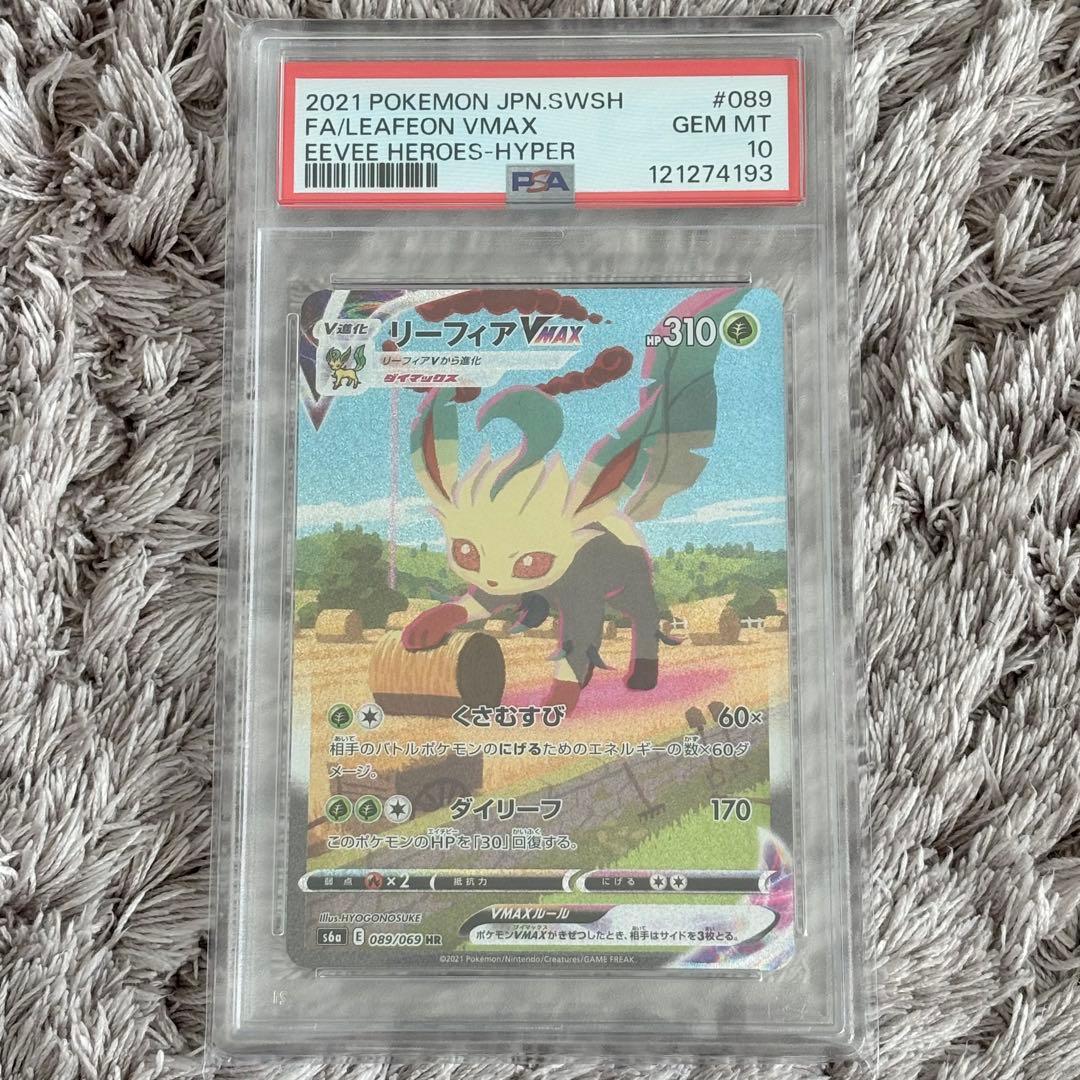 2021 POKEMON JPN.SWSH #089
FA/LEAFEON VMAX GEM MT
EEVEE HEROES-HYPER 10
PSA 121274193
V進化 リーフィアVMAX HP310
リーフィアVから進化
ダイマックス
くさむすび 60×
相手のバトルポケモンのにげるためのエネルギーの数×60ダ
メージ。
ダイリーフ 170
このポケモンのHPを「30」回復する。
弱点 ×2 抵抗力 にげる
Illus.HYOGONOSUKE VMAXルール
ポケモンVMAXがきぜつしたとき、相手はサイドを3枚とる。
s6a E 089/069 HR
©2021 Pokémon/Nintendo/Creatures/GAME FREAK.